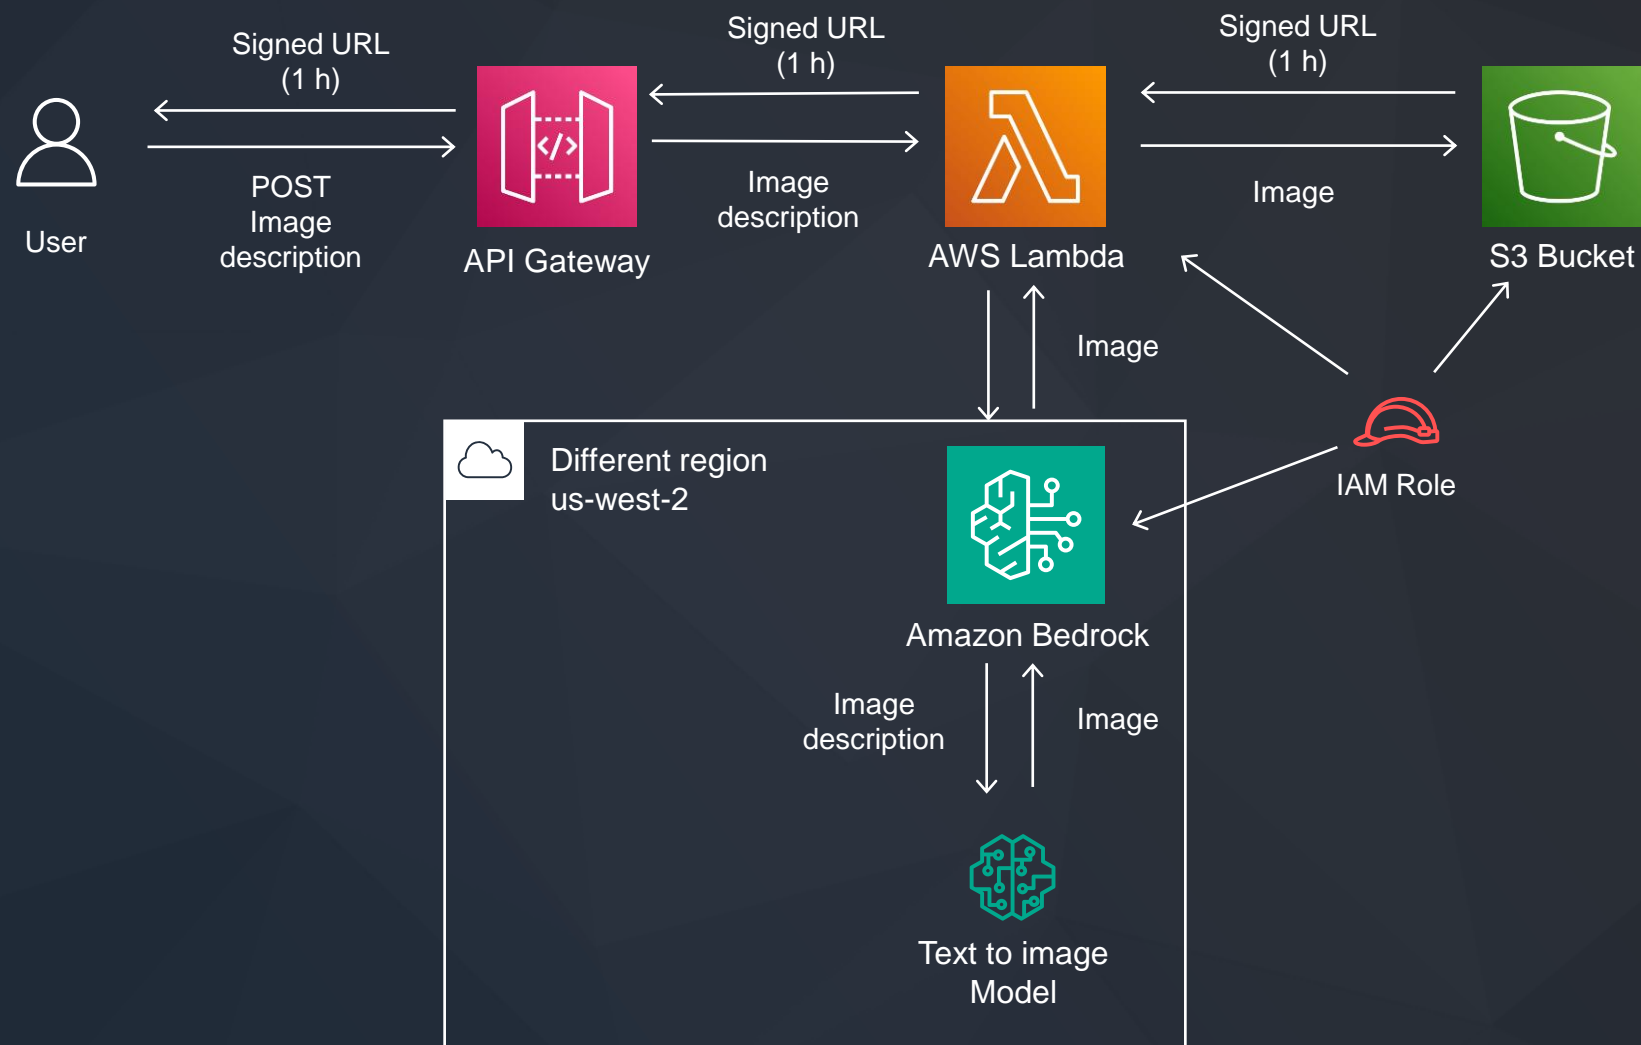 Signed URL
(1 h)
Signed URL
(1 h)
Signed URL
(1 h)
User
POST
Image
description
API Gateway
Image
description
AWS Lambda
Image
S3 Bucket
Image
Different region
us-west-2
IAM Role
Amazon Bedrock
Image
description
Image
Text to image
Model